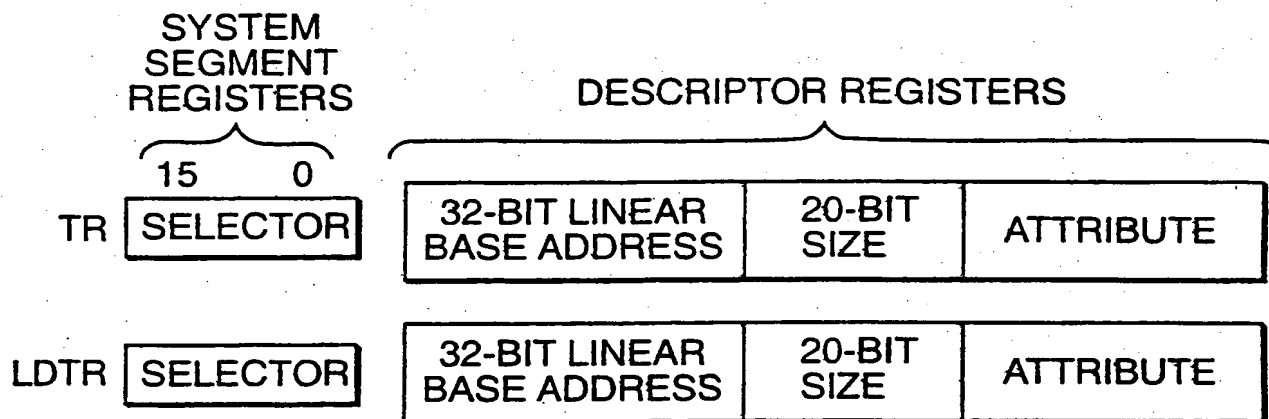 SYSTEM
SEGMENT
REGISTERS
DESCRIPTOR REGISTERS
15 0
TR SELECTOR 32-BIT LINEAR BASE ADDRESS 20-BIT SIZE ATTRIBUTE
LDTR SELECTOR 32-BIT LINEAR BASE ADDRESS 20-BIT SIZE ATTRIBUTE